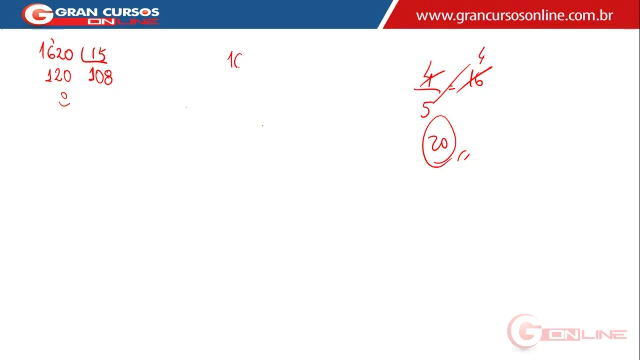 GRAN CURSOS
ONLINE
www.grancursosonline.com.br
1620 15
120 108
0
10
4 4
5 - 16
20
G ONLINE